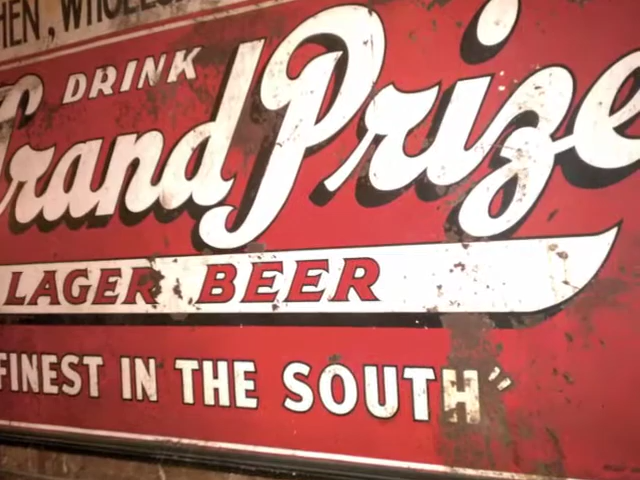 DRINK
Grand Prize
LAGER BEER
FINEST IN THE SOUTH"